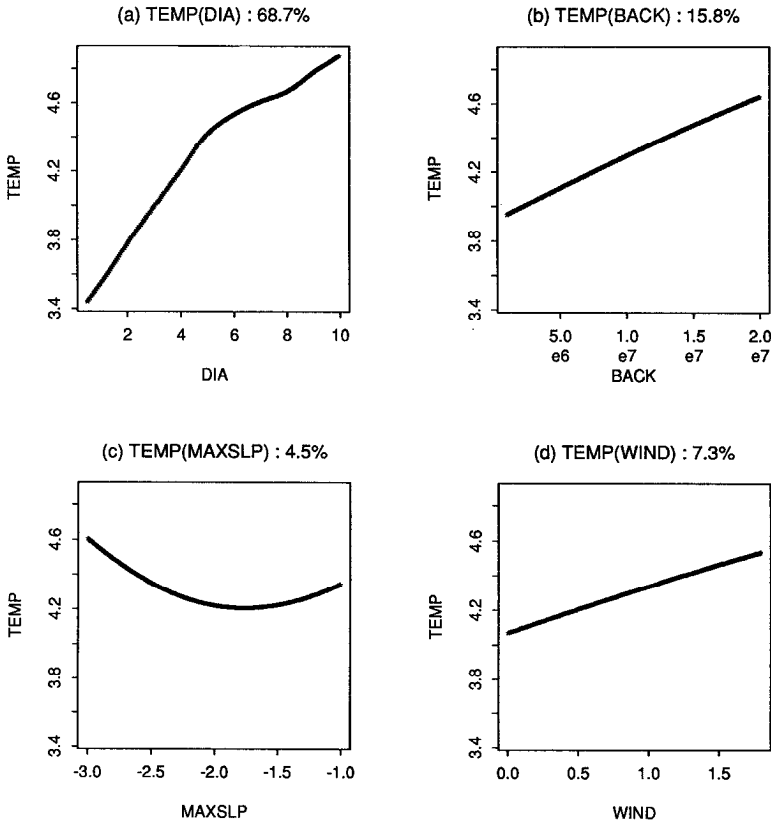 (a) TEMP(DIA) : 68.7%
TEMP
4.6
4.2
3.8
3.4
2 4 6 8 10
DIA
(b) TEMP(BACK) : 15.8%
TEMP
4.6
4.2
3.8
3.4
5.0 1.0 1.5 2.0
e6 e7 e7 e7
BACK
(c) TEMP(MAXSLP) : 4.5%
TEMP
4.6
4.2
3.8
3.4
-3.0 -2.5 -2.0 -1.5 -1.0
MAXSLP
(d) TEMP(WIND) : 7.3%
TEMP
4.6
4.2
3.8
3.4
0.0 0.5 1.0 1.5
WIND